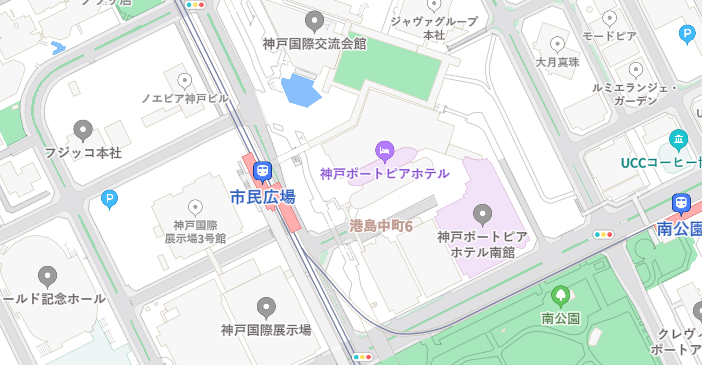 ジャヴァグループ
本社
神戸国際交流会館
モードピア
大月真珠
ルミエランジェ・
ガーデン
ノエビア神戸ビル
フジッコ本社
UCCコーヒー博
神戸ポートピアホテル
市民広場
神戸国際
展示場3号館
港島中町6
神戸ポートピア
ホテル南館
南公園
ールド記念ホール
南公園
神戸国際展示場
クレヴ
ポートア
P
P